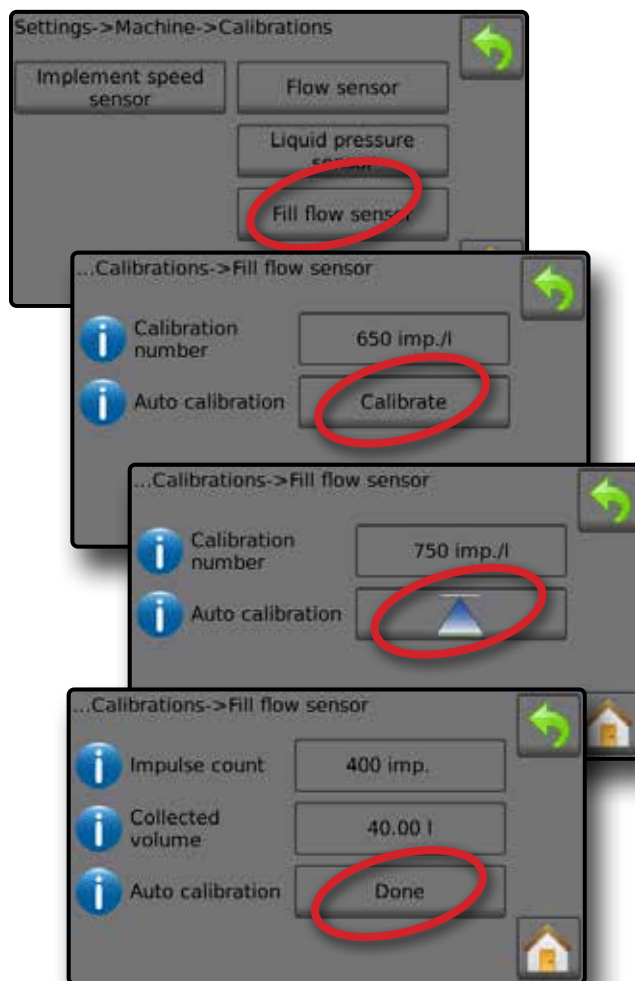 Settings->Machine->Calibrations
Implement speed
sensor
Flow sensor
Liquid pressure
sensor
Fill flow sensor
...Calibrations->Fill flow sensor
Calibration
number
650 imp./l
Auto calibration
Calibrate
...Calibrations->Fill flow sensor
Calibration
number
750 imp./l
Auto calibration
...Calibrations->Fill flow sensor
Impulse count
400 imp.
Collected
volume
40.00 l
Auto calibration
Done